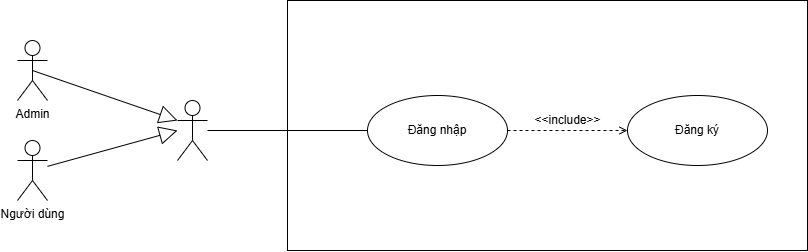 Admin
Người dùng
Đăng nhập
<<include>>
Đăng ký